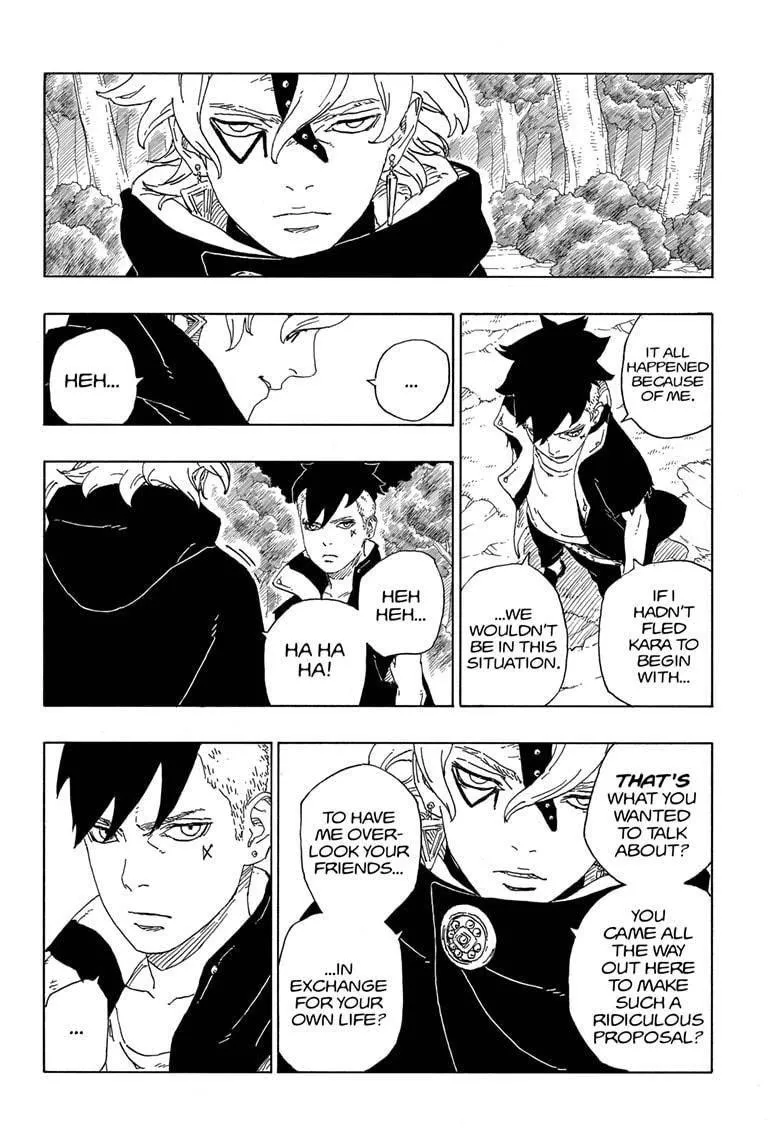 IT ALL
HAPPENED
BECAUSE
OF ME.
IF I
HADN'T
FLED
KARA TO
BEGIN
WITH...
...WE
WOULDN'T
BE IN THIS
SITUATION.
...
HEH...
HEH
HEH...
HA HA
HA!
THAT'S
WHAT YOU
WANTED
TO TALK
ABOUT?
YOU
CAME ALL
THE WAY
OUT HERE
TO MAKE
SUCH A
RIDICULOUS
PROPOSAL?
TO HAVE
ME OVER-
LOOK YOUR
FRIENDS...
...IN
EXCHANGE
FOR YOUR
OWN LIFE?
...